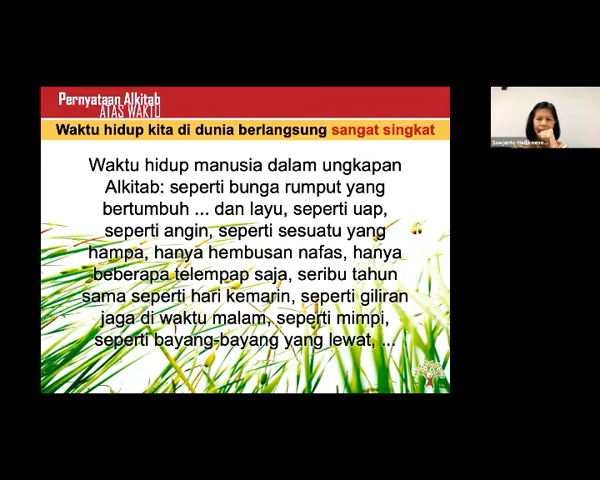 Pernyataan Alkitab
ATAS WAKTU
Waktu hidup kita di dunia berlangsung sangat singkat
Waktu hidup manusia dalam ungkapan
Alkitab: seperti bunga rumput yang
bertumbuh ... dan layu, seperti uap,
seperti angin, seperti sesuatu yang
hampa, hanya hembusan nafas, hanya
beberapa telempap saja, seribu tahun
sama seperti hari kemarin, seperti giliran
jaga di waktu malam, seperti mimpi,
seperti bayang-bayang yang lewat, ...